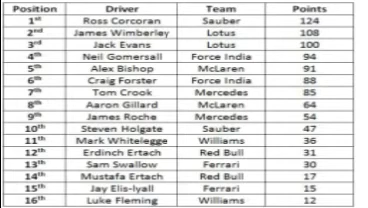 Position Driver Team Points
1st Ross Corcoran Sauber 124
2nd James Wimberley Lotus 108
3rd Jack Evans Lotus 100
4th Neil Gomersall Force India 94
5th Alex Bishop McLaren 91
6th Craig Forster Force India 88
7th Tom Crook Mercedes 85
8th Aaron Gillard McLaren 64
9th James Roche Mercedes 54
10th Steven Holgate Sauber 47
11th Mark Whitelegge Williams 36
12th Erdinch Ertach Red Bull 31
13th Sam Swallow Ferrari 30
14th Mustafa Ertach Red Bull 17
15th Jay Elis-lyall Ferrari 15
16th Luke Fleming Williams 12